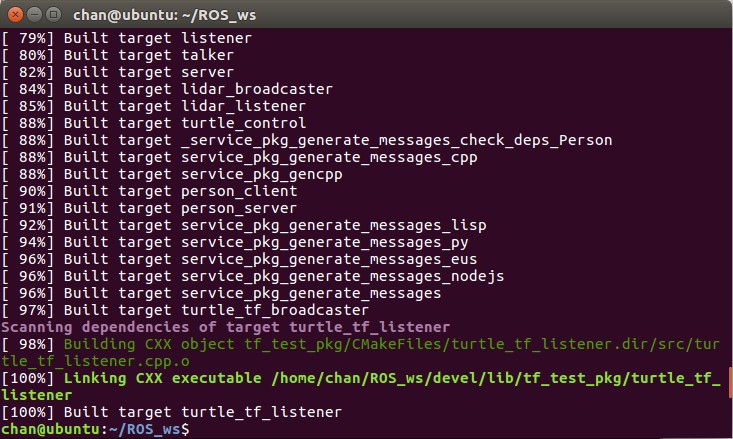 chan@ubuntu: ~/ROS_ws
[ 79%] Built target listener
[ 80%] Built target talker
[ 82%] Built target server
[ 84%] Built target lidar_broadcaster
[ 85%] Built target lidar_listener
[ 88%] Built target turtle_control
[ 88%] Built target _service_pkg_generate_messages_check_deps_Person
[ 88%] Built target service_pkg_generate_messages_cpp
[ 88%] Built target service_pkg_gencpp
[ 90%] Built target person_client
[ 91%] Built target person_server
[ 92%] Built target service_pkg_generate_messages_lisp
[ 94%] Built target service_pkg_generate_messages_py
[ 96%] Built target service_pkg_generate_messages_eus
[ 96%] Built target service_pkg_generate_messages_nodejs
[ 96%] Built target service_pkg_generate_messages
[ 97%] Built target turtle_tf_broadcaster
Scanning dependencies of target turtle_tf_listener
[ 98%] Building CXX object tf_test_pkg/CMakeFiles/turtle_tf_listener.dir/src/tur
tle_tf_listener.cpp.o
[100%] Linking CXX executable /home/chan/ROS_ws/devel/lib/tf_test_pkg/turtle_tf_
listener
[100%] Built target turtle_tf_listener
chan@ubuntu:~/ROS_ws$